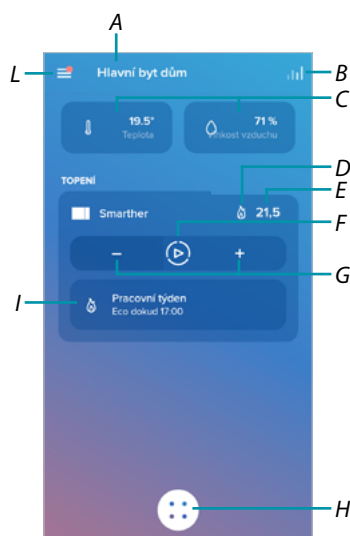 A
L
Hlavní byt dům
B
C
19.5°
Teplota
71 %
Vlhkost vzduchu
D
E
TOPENÍ
Smarther
21,5
F
−
+
G
I
Pracovní týden
Eco dokud 17:00
H